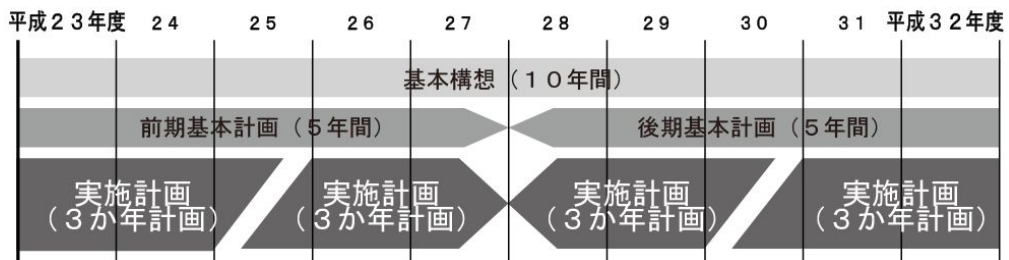 平成23年度 24 25 26 27 28 29 30 31 平成32年度
基本構想(10年間)
前期基本計画(5年間) 後期基本計画(5年間)
実施計画 実施計画 実施計画 実施計画
(3か年計画) (3か年計画) (3か年計画) (3か年計画)